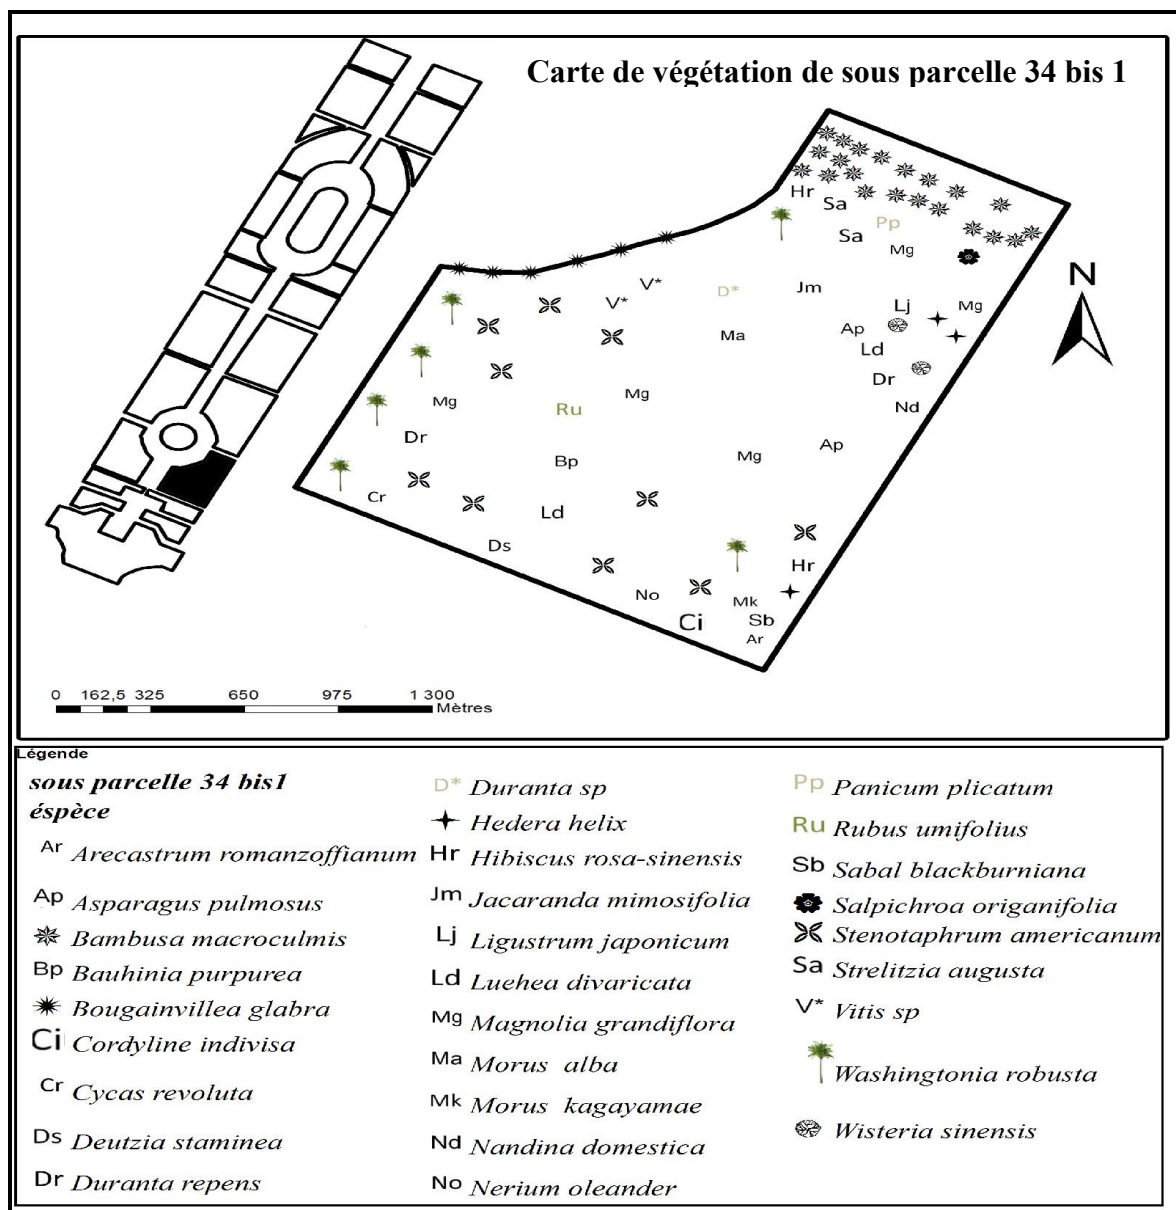 Carte de végétation de sous parcelle 34 bis 1
Hr
Sa
Pp
Sa
Mg
N
V*
D*
Jm
V*
Lj
Mg
Ma
Ap
Ld
Dr
Mg
Mg
Ru
Nd
Dr
Ap
Bp
Mg
Cr
Ld
Ds
Hr
No
Mk
Ci
Sb
Ar
0 162,5 325 650 975 1 300
Mètres
Légende
sous parcelle 34 bis1
éspèce
Ar Arecastrum romanzoffianum
Ap Asparagus pulmosus
Bambusa macroculmis
Bp Bauhinia purpurea
Bougainvillea glabra
Ci Cordyline indivisa
Cr Cycas revoluta
Ds Deutzia staminea
Dr Duranta repens
D* Duranta sp
Hedera helix
Hr Hibiscus rosa-sinensis
Jm Jacaranda mimosifolia
Lj Ligustrum japonicum
Ld Luehea divaricata
Mg Magnolia grandiflora
Ma Morus alba
Mk Morus kagayamae
Nd Nandina domestica
No Nerium oleander
Pp Panicum plicatum
Ru Rubus umifolius
Sb Sabal blackburniana
Salpichroa origanifolia
Stenotaphrum americanum
Sa Strelitzia augusta
V* Vitis sp
Washingtonia robusta
Wisteria sinensis